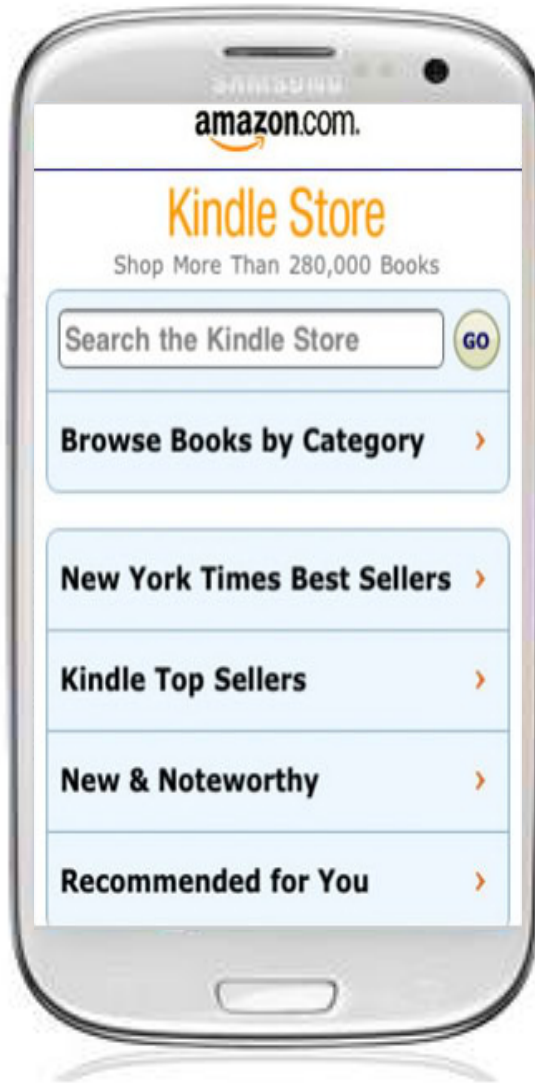 SAMSUNG
amazon.com.
Kindle Store
Shop More Than 280,000 Books
Search the Kindle Store
GO
Browse Books by Category
New York Times Best Sellers
Kindle Top Sellers
New & Noteworthy
Recommended for You